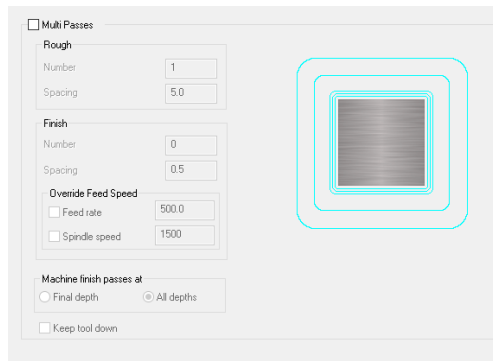 Multi Passes
Rough
Number 1
Spacing 5.0
Finish
Number 0
Spacing 0.5
Override Feed Speed
Feed rate 500.0
Spindle speed 1500
Machine finish passes at
Final depth All depths
Keep tool down